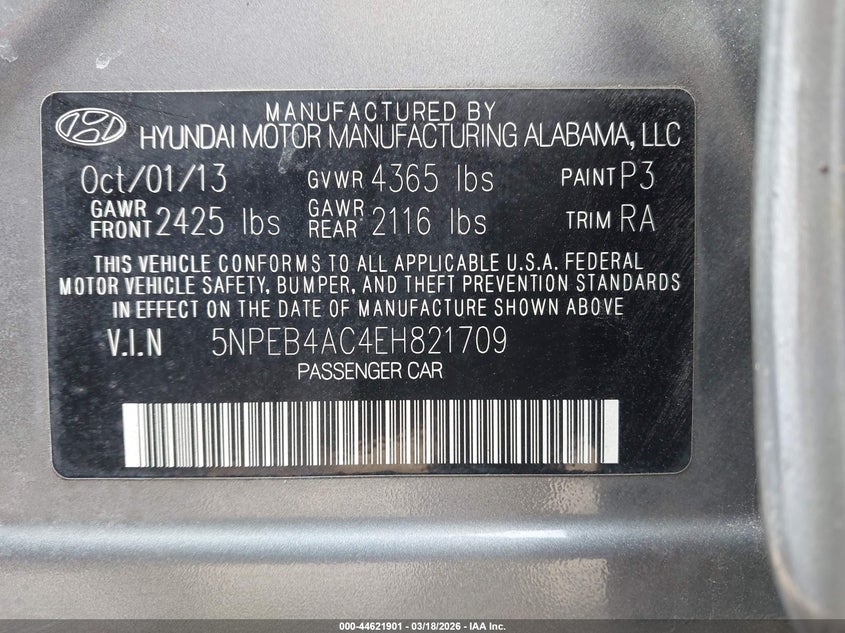 MANUFACTURED BY
HYUNDAI MOTOR MANUFACTURING ALABAMA, LLC
Oct/01/13 GVWR 4365 lbs PAINT P3
GAWR FRONT 2425 lbs GAWR REAR 2116 lbs TRIM RA
THIS VEHICLE CONFORMS TO ALL APPLICABLE U.S.A. FEDERAL
MOTOR VEHICLE SAFETY, BUMPER, AND THEFT PREVENTION STANDARDS
IN EFFECT ON THE DATE OF MANUFACTURE SHOWN ABOVE
V.I.N 5NPEB4AC4EH821709
PASSENGER CAR
000-44621901 - 03/18/2026 - IAA Inc.